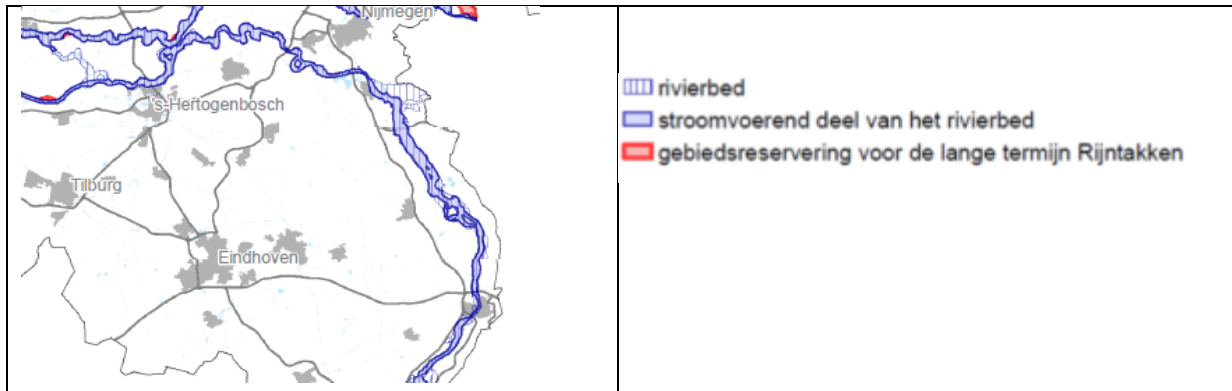 Nijmegen
's-Hertogenbosch
Tilburg
Eindhoven
rivierbed
stroomvoerend deel van het rivierbed
gebiedsreservering voor de lange termijn Rijntakken